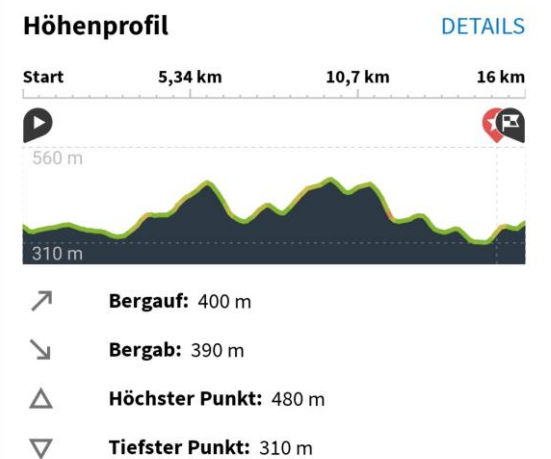 Höhenprofil DETAILS
Start 5,34 km 10,7 km 16 km
560 m
310 m
Bergauf: 400 m
Bergab: 390 m
Höchster Punkt: 480 m
Tiefster Punkt: 310 m